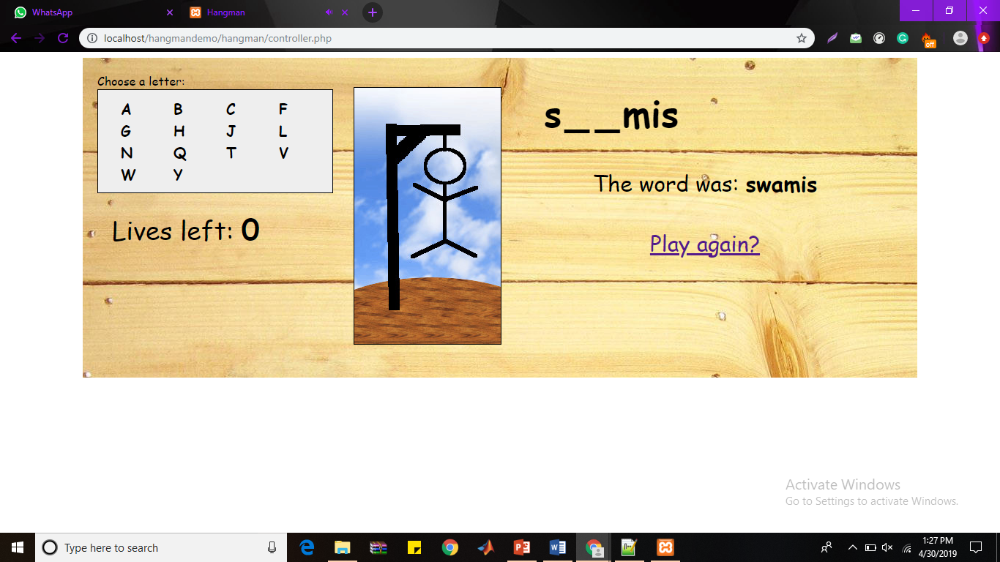 WhatsApp
Hangman
localhost/hangmandemo/hangman/controller.php
off
Choose a letter:
A B C F
G H J L
N Q T V
W Y
Lives left: 0
s__mis
The word was: swamis
Play again?
Activate Windows
Go to Settings to activate Windows.
Type here to search
1:27 PM
4/30/2019